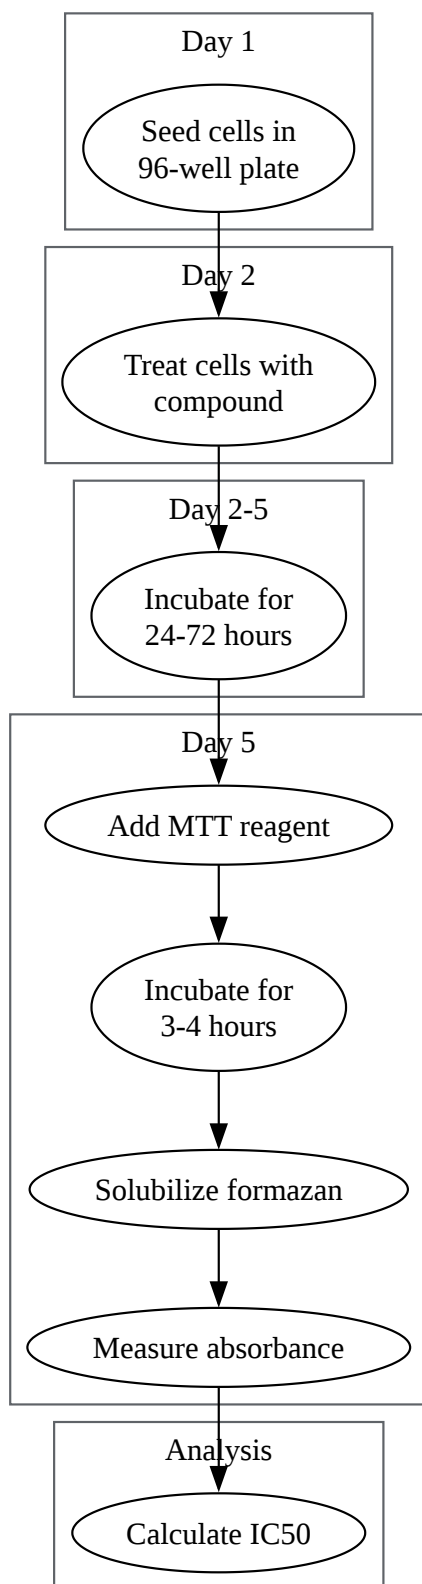 Day 1
Seed cells in
96-well plate
Day 2
Treat cells with
compound
Day 2-5
Incubate for
24-72 hours
Day 5
Add MTT reagent
Incubate for
3-4 hours
Solubilize formazan
Measure absorbance
Analysis
Calculate IC50